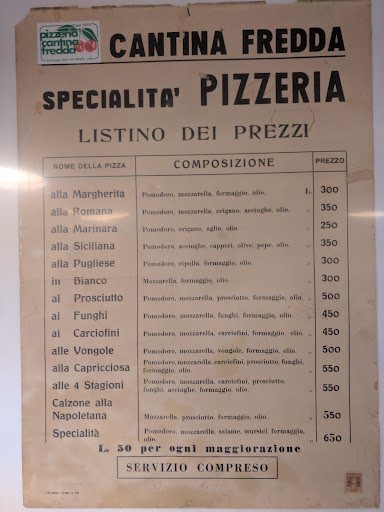 pizzeria
cantina
fredda
CANTINA FREDDA
SPECIALITA' PIZZERIA
LISTINO DEI PREZZI
NOME DELLA PIZZA COMPOSIZIONE PREZZO
alla Margherita Pomodoro, mozzarella, formaggio, olio. L. 300
alla Romana Pomodoro, mozzarella, origano, acciughe, olio. „ 350
alla Marinara Pomodoro, origano, aglio, olio. „ 250
alla Siciliana Pomodoro, acciughe, capperi, olive, pepe, olio. „ 350
alla Pugliese Pomodoro, cipolla, formaggio, olio. „ 300
in Bianco Mozzarella, formaggio, olio. „ 300
al Prosciutto Pomodoro, mozzarella, prosciutto, formaggio, olio. „ 500
ai Funghi Pomodoro, mozzarella, funghi, formaggio, olio. „ 450
ai Carciofini Pomodoro, mozzarella, carciofini, formaggio, olio. „ 450
alle Vongole Pomodoro, mozzarella, vongole, formaggio, olio. „ 500
alla Capricciosa Pomodoro, mozzarella, carciofini, prosciutto, funghi,
formaggio, olio. „ 550
alle 4 Stagioni Pomodoro, mozzarella, carciofini, prosciutto,
funghi, acciughe, formaggio, olio. „ 550
Calzone alla
Napoletana Mozzarella, prosciutto, formaggio, olio. „ 550
Specialità Pomodoro, mozzarella, salame, wurstel, formaggio,
olio. „ 650
L. 50 per ogni maggiorazione
SERVIZIO COMPRESO